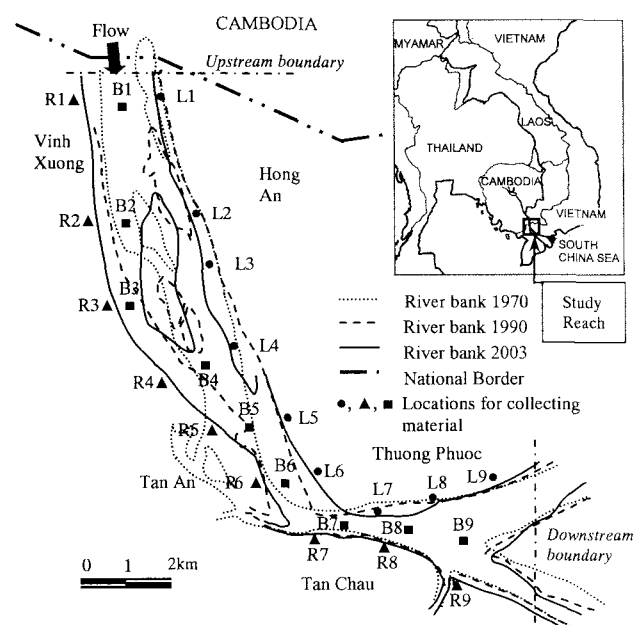 CAMBODIA
Flow
Upstream boundary
R1
B1
L1
Vinh
Xuong
Hong
An
R2
B2
L2
R3
B3
L3
R4
B4
L4
R5
B5
L5
Tan An
R6
B6
L6
Thuong Phuoc
L7
L8
L9
B7
B8
B9
R7
R8
R9
Tan Chau
Downstream
boundary
0 1 2km
MYAMAR
VIETNAM
LAOS
THAILAND
CAMBODIA
VIETNAM
SOUTH
CHINA SEA
Study
Reach
River bank 1970
River bank 1990
River bank 2003
National Border
●, ▲, ■ Locations for collecting
material